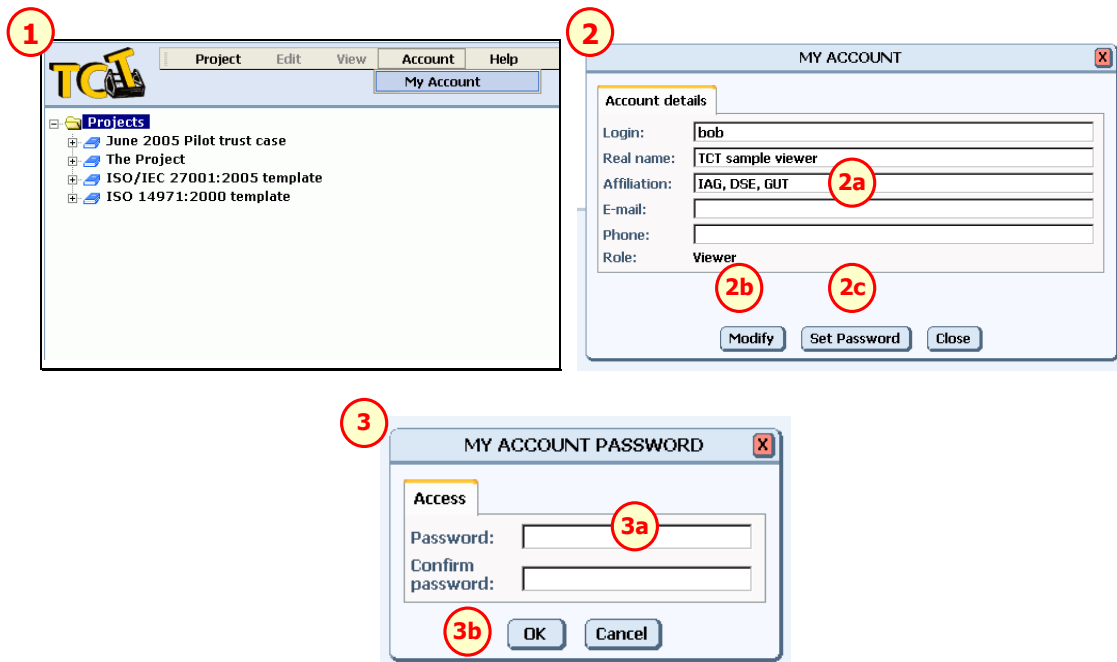 1
TCT
Project Edit View Account Help
My Account
Projects
June 2005 Pilot trust case
The Project
ISO/IEC 27001:2005 template
ISO 14971:2000 template
2
MY ACCOUNT
X
Account details
Login: bob
Real name: TCT sample viewer
Affiliation: IAG, DSE, GUT
2a
E-mail:
Phone:
Role: Viewer
2b
2c
Modify Set Password Close
3
MY ACCOUNT PASSWORD
X
Access
Password:
3a
Confirm
password:
3b
OK Cancel